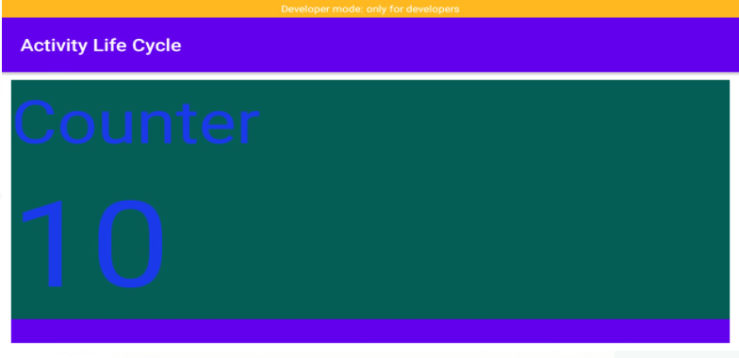 Developer mode: only for developers
Activity Life Cycle
Counter
10